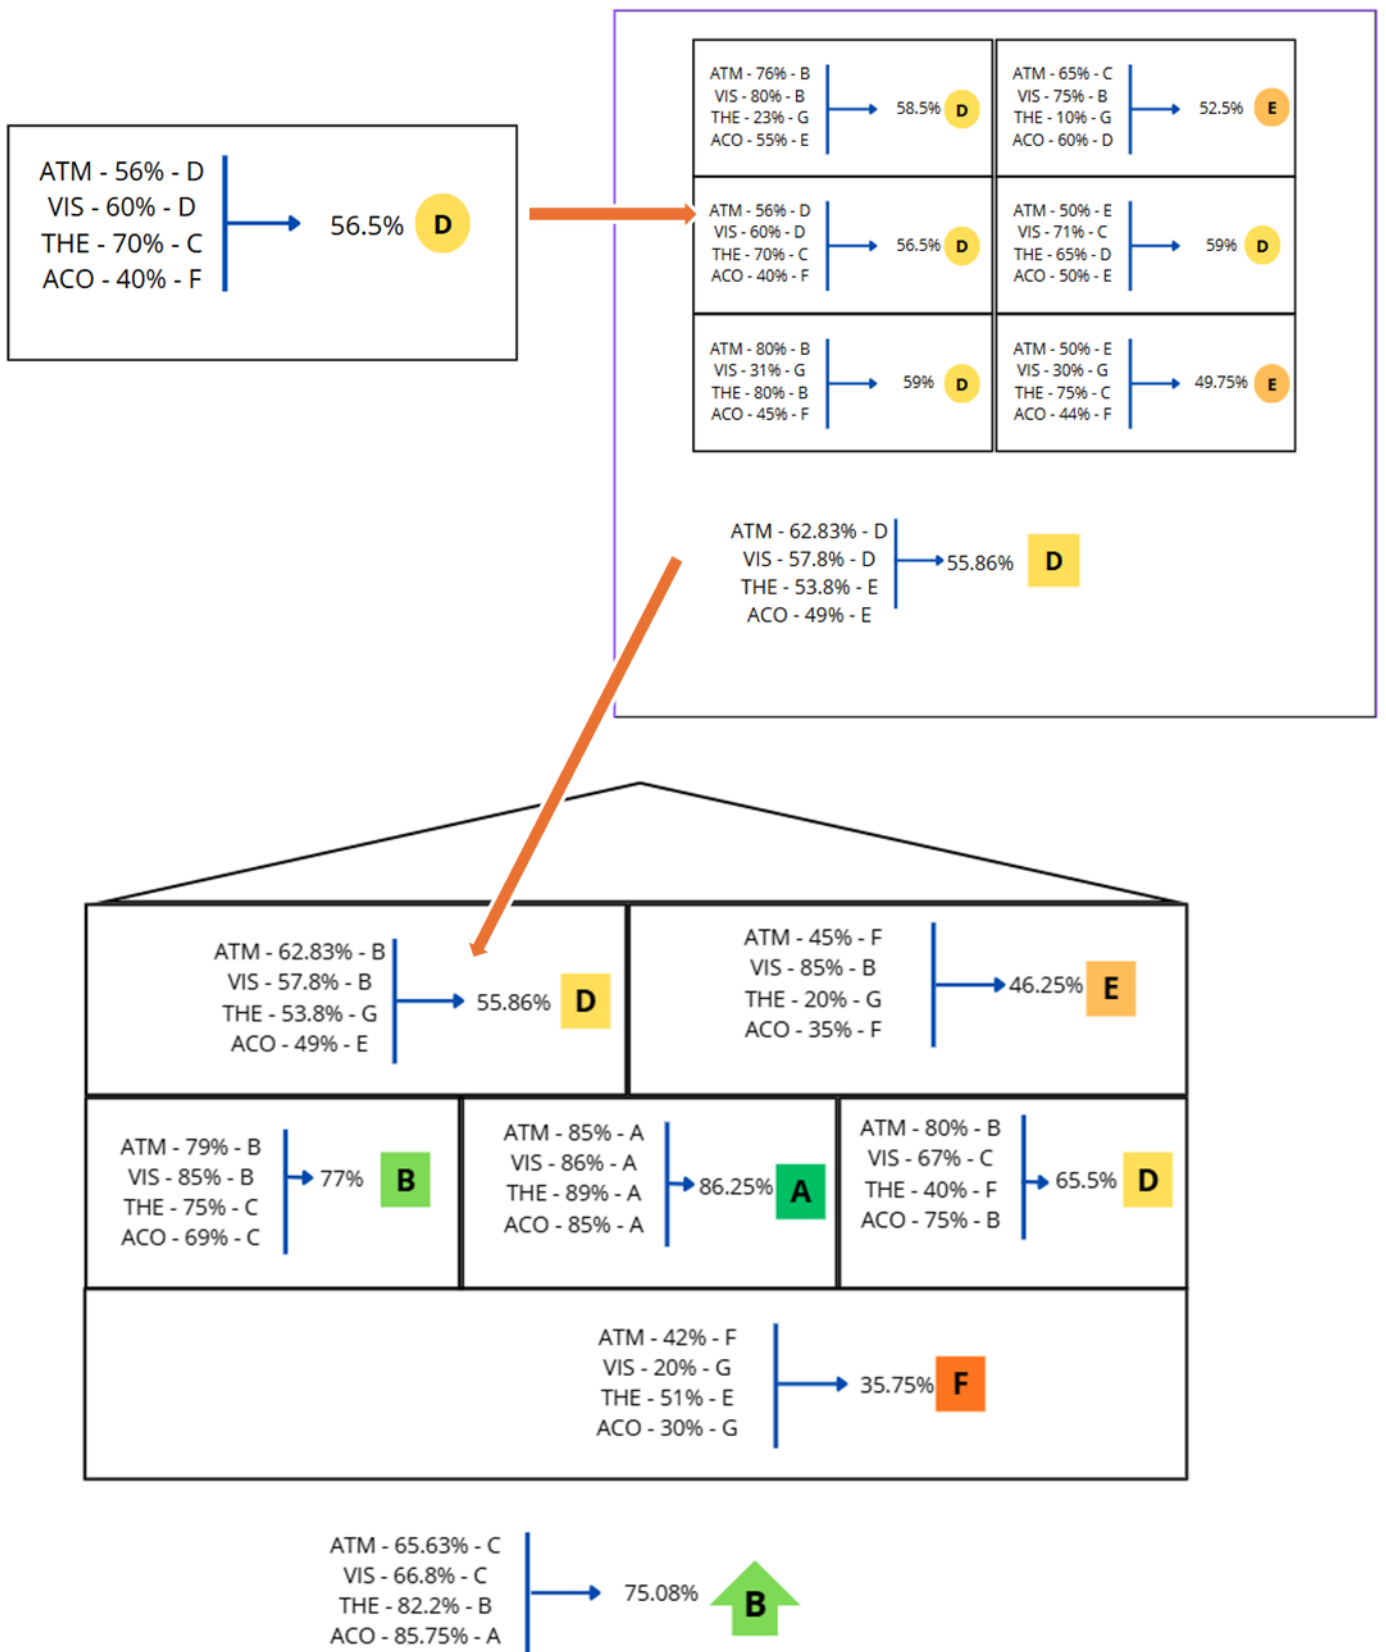 ATM - 56% - D
VIS - 60% - D
THE - 70% - C
ACO - 40% - F
56.5% D
ATM - 76% - B
VIS - 80% - B
THE - 23% - G
ACO - 55% - E
58.5% D
ATM - 65% - C
VIS - 75% - B
THE - 10% - G
ACO - 60% - D
52.5% E
ATM - 56% - D
VIS - 60% - D
THE - 70% - C
ACO - 40% - F
56.5% D
ATM - 50% - E
VIS - 71% - C
THE - 65% - D
ACO - 50% - E
59% D
ATM - 80% - B
VIS - 31% - G
THE - 80% - B
ACO - 45% - F
59% D
ATM - 50% - E
VIS - 30% - G
THE - 75% - C
ACO - 44% - F
49.75% E
ATM - 62.83% - D
VIS - 57.8% - D
THE - 53.8% - E
ACO - 49% - E
55.86% D
ATM - 62.83% - B
VIS - 57.8% - B
THE - 53.8% - G
ACO - 49% - E
55.86% D
ATM - 45% - F
VIS - 85% - B
THE - 20% - G
ACO - 35% - F
46.25% E
ATM - 79% - B
VIS - 85% - B
THE - 75% - C
ACO - 69% - C
77% B
ATM - 85% - A
VIS - 86% - A
THE - 89% - A
ACO - 85% - A
86.25% A
ATM - 80% - B
VIS - 67% - C
THE - 40% - F
ACO - 75% - B
65.5% D
ATM - 42% - F
VIS - 20% - G
THE - 51% - E
ACO - 30% - G
35.75% F
ATM - 65.63% - C
VIS - 66.8% - C
THE - 82.2% - B
ACO - 85.75% - A
75.08% B